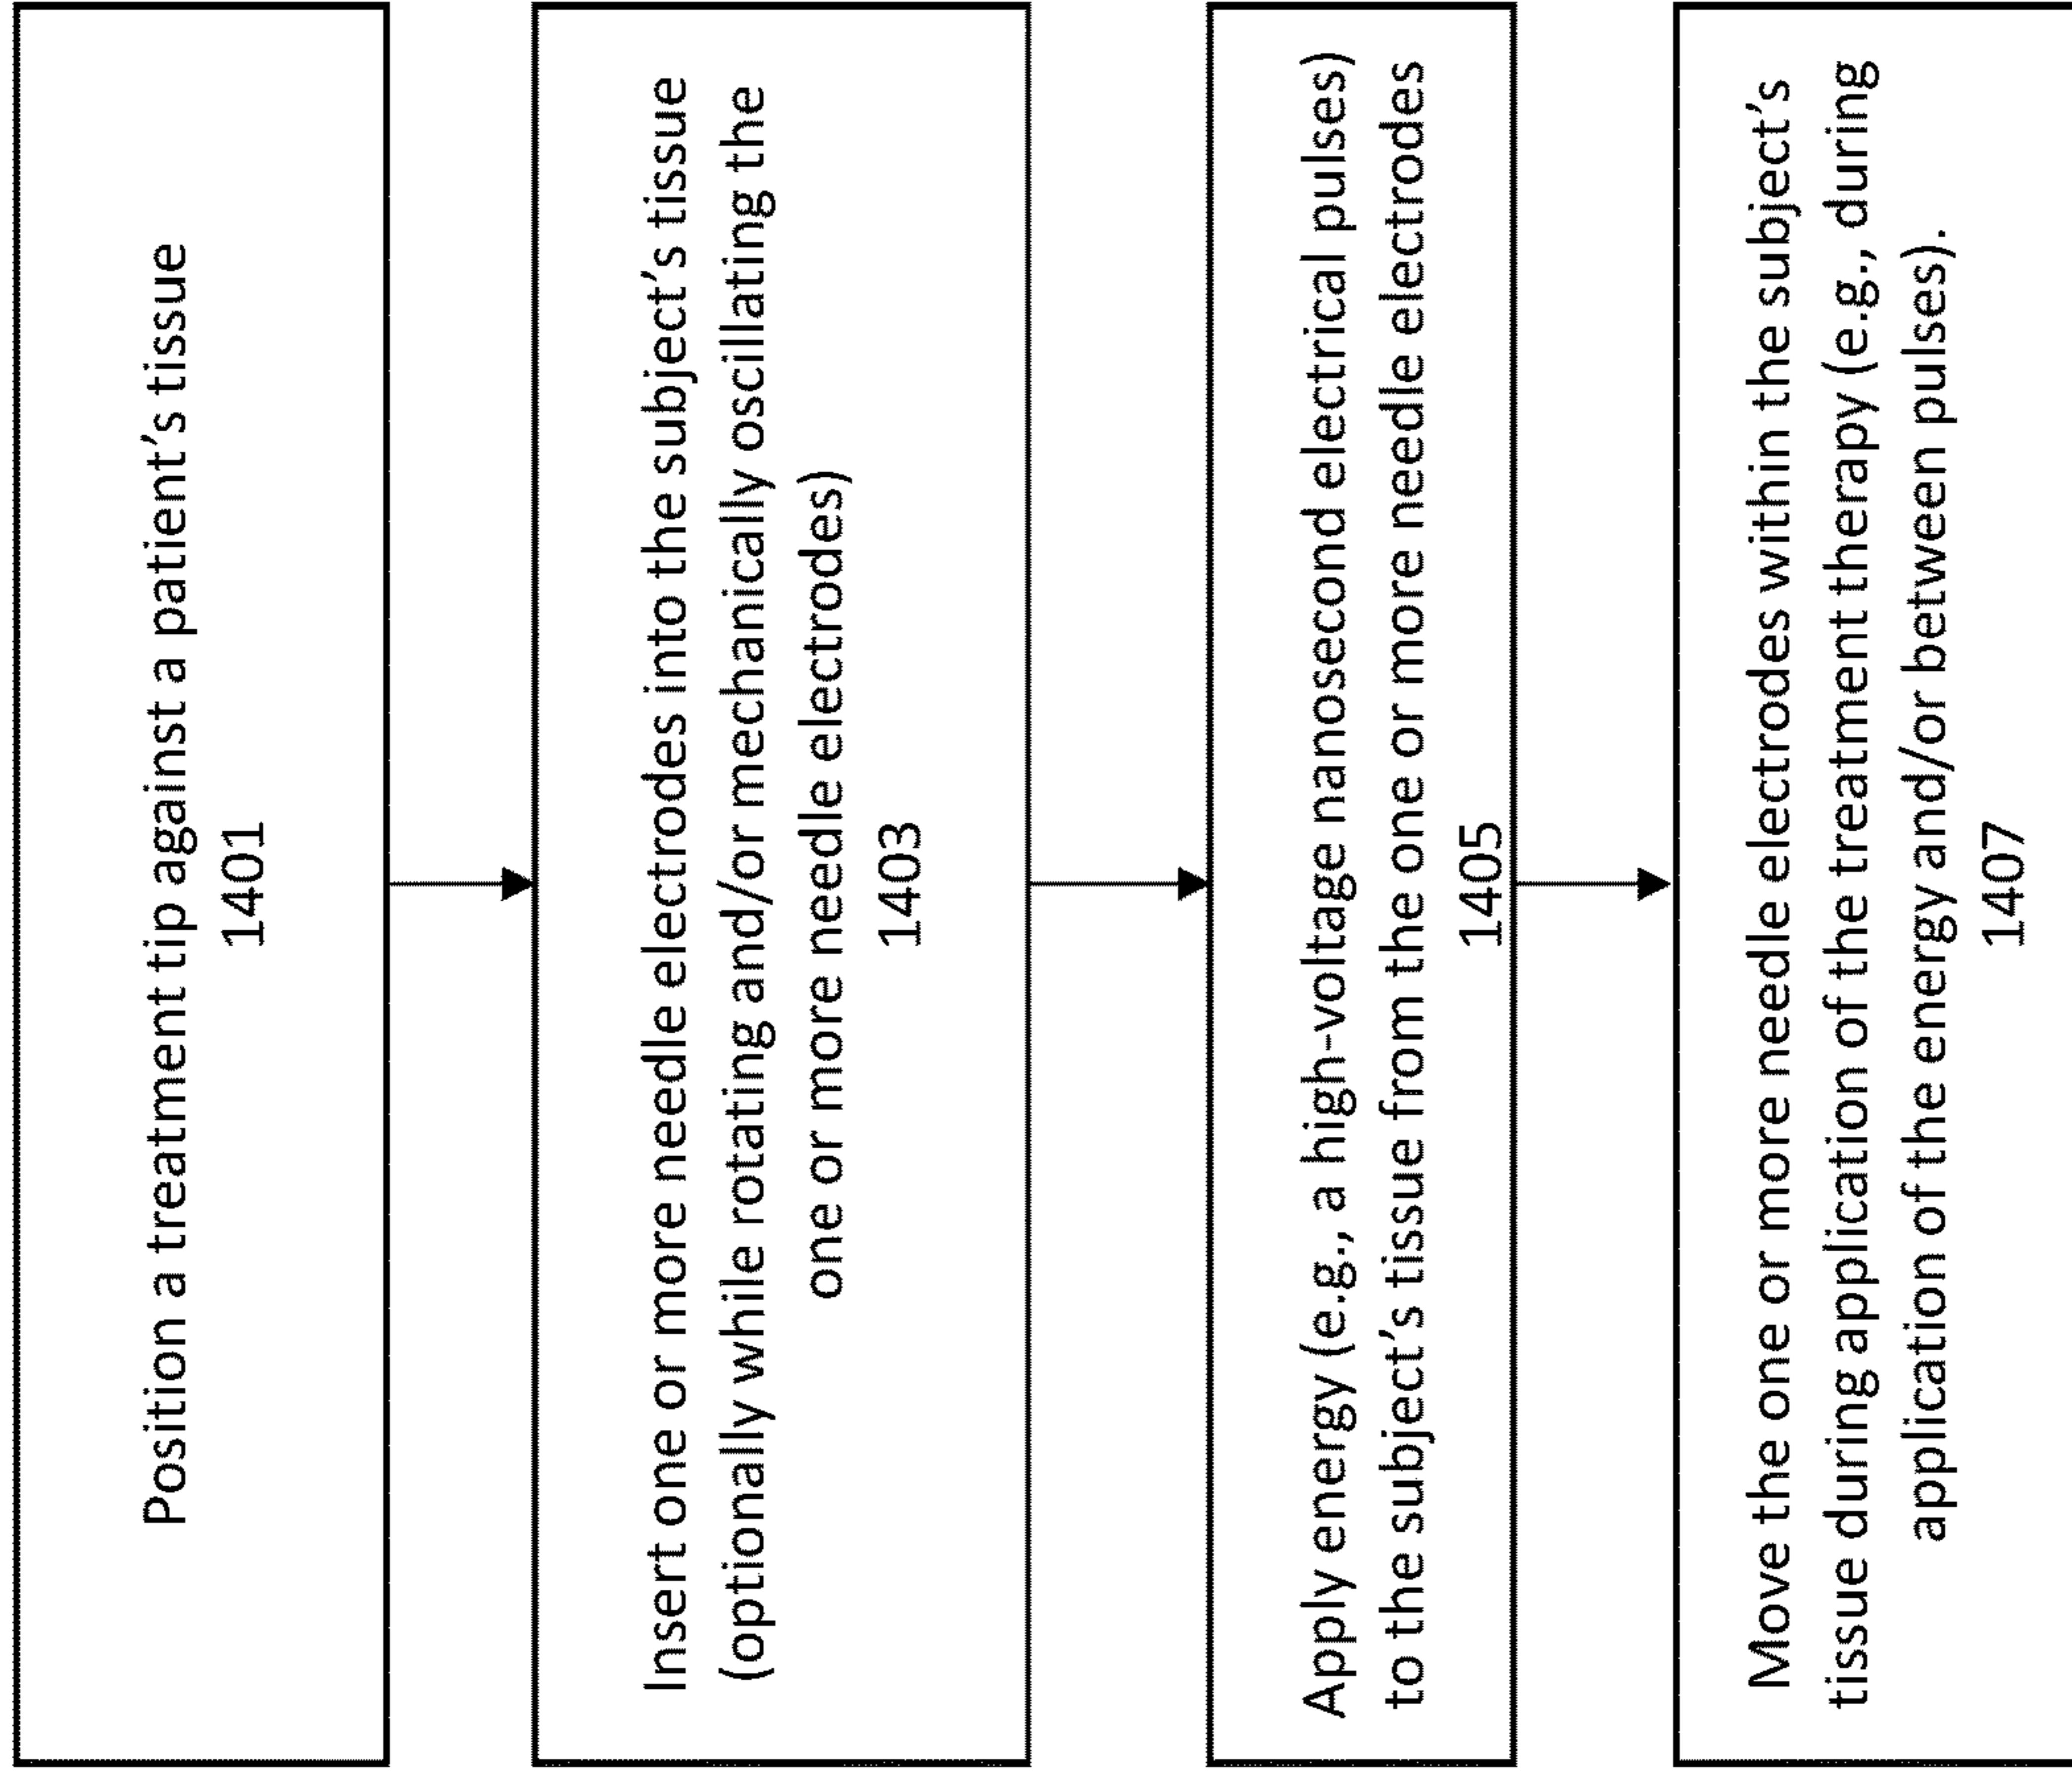 Position a treatment tip against a patient's tissue
1401
Insert one or more needle electrodes into the subject's tissue
(optionally while rotating and/or mechanically oscillating the
one or more needle electrodes)
1403
Apply energy (e.g., a high-voltage nanosecond electrical pulses)
to the subject's tissue from the one or more needle electrodes
1405
Move the one or more needle electrodes within the subject's
tissue during application of the treatment therapy (e.g., during
application of the energy and/or between pulses).
1407